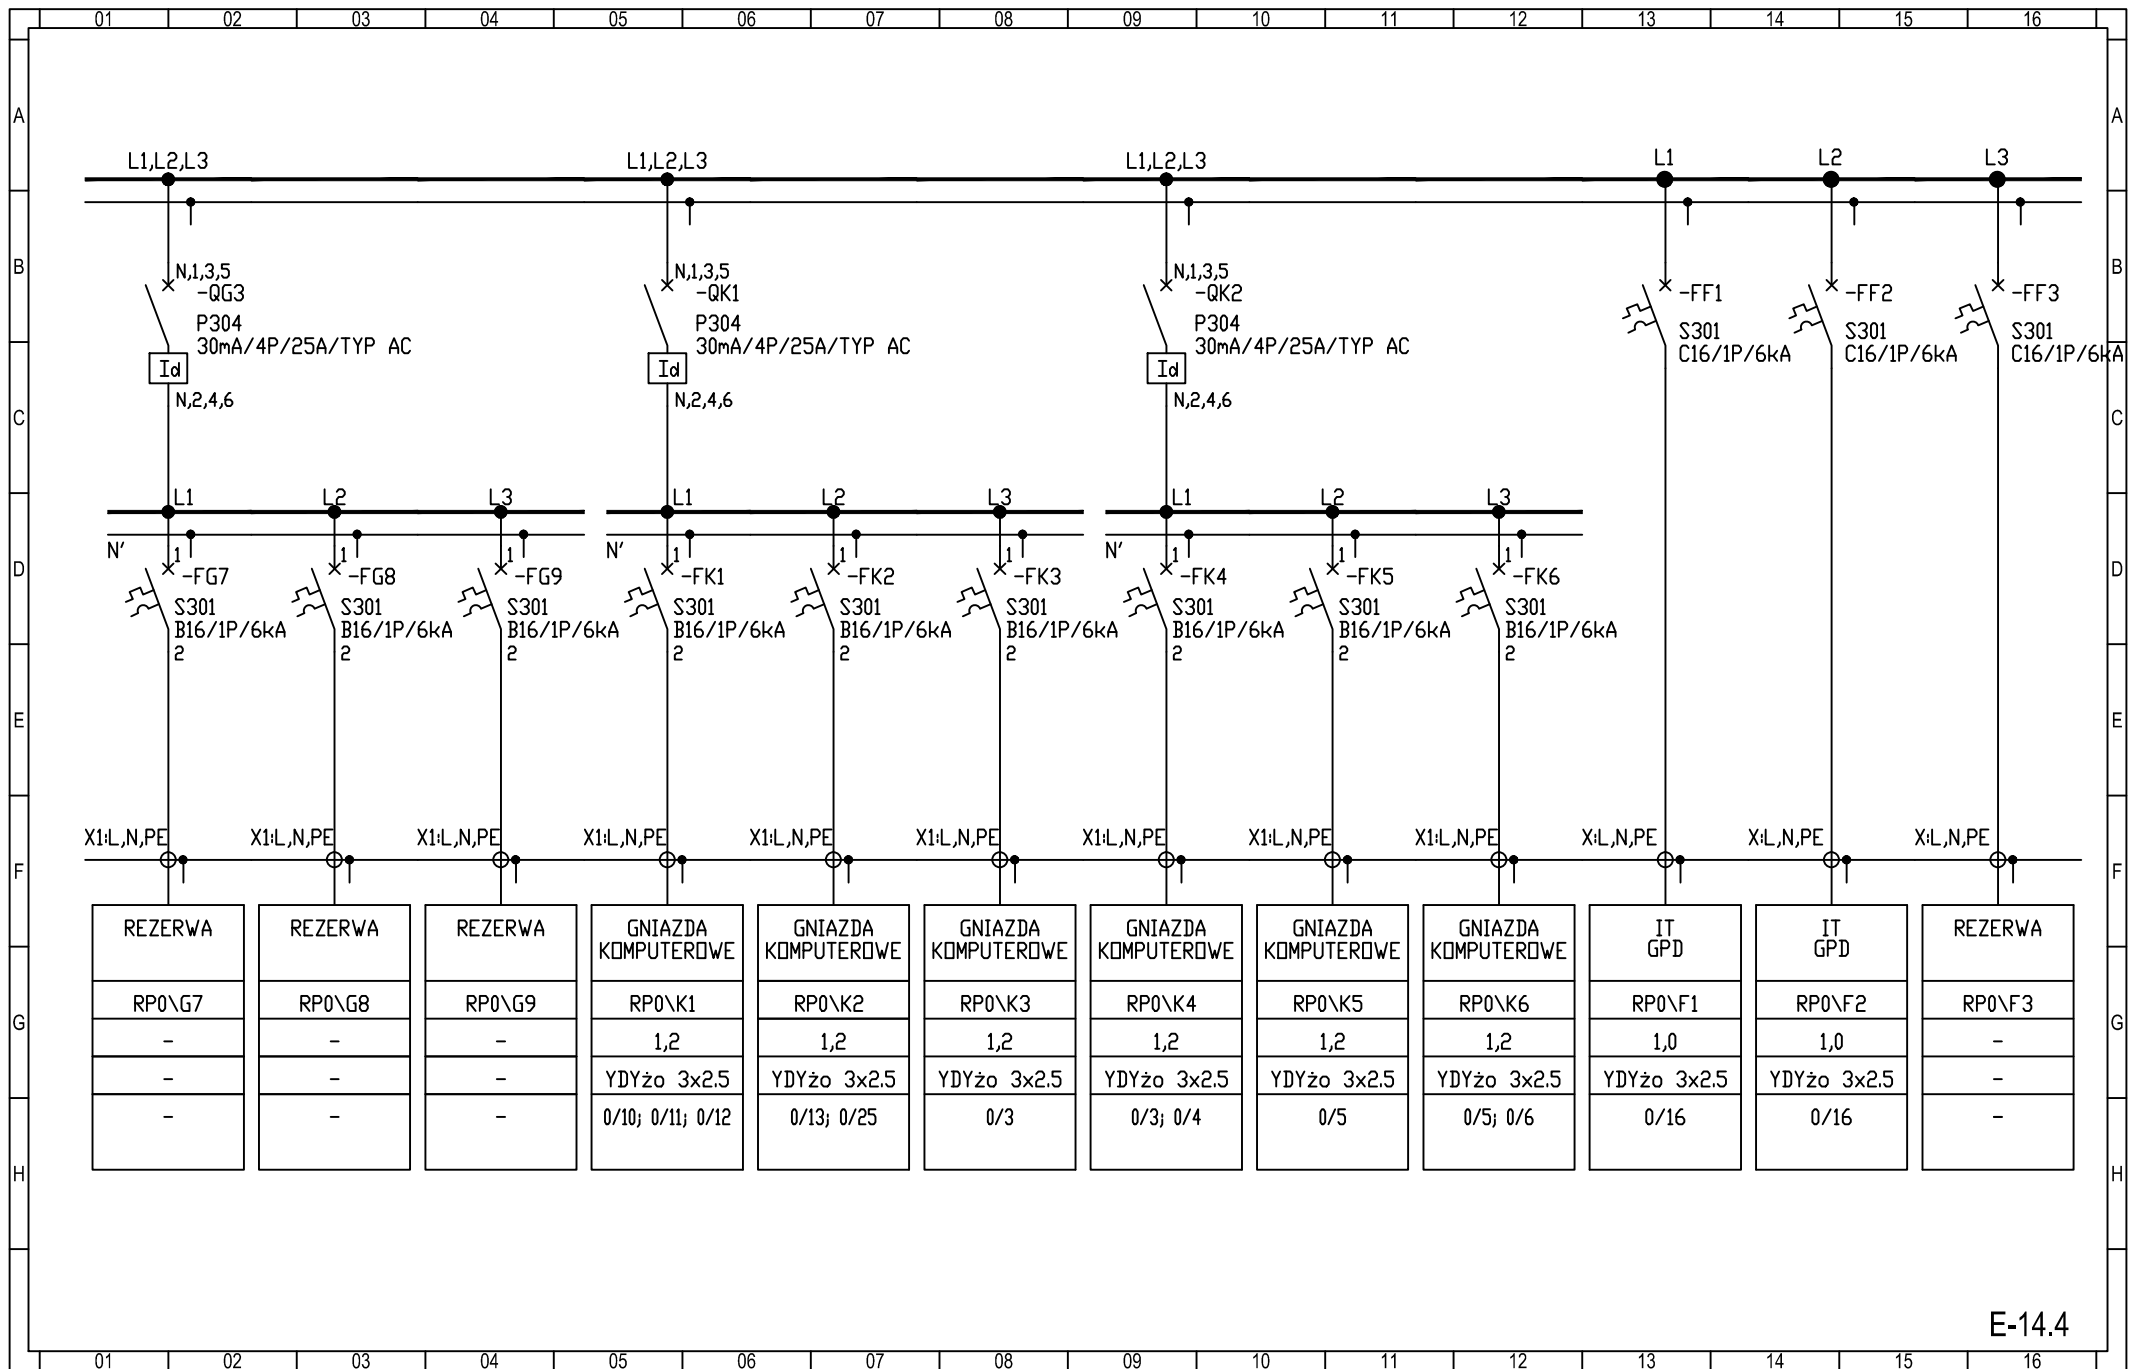 01 02 03 04 05 06 07 08 09 10 11 12 13 14 15 16
A A
L1,L2,L3 L1,L2,L3 L1,L2,L3 L1 L2 L3
B B
N,1,3,5 N,1,3,5 N,1,3,5
-QG3 -QK1 -QK2 -FF1 -FF2 -FF3
P304 P304 P304 S301 S301 S301
30mA/4P/25A/TYP AC 30mA/4P/25A/TYP AC 30mA/4P/25A/TYP AC C16/1P/6kA C16/1P/6kA C16/1P/6kA
Id Id Id
N,2,4,6 N,2,4,6 N,2,4,6
C C
L1 L2 L3 L1 L2 L3 L1 L2 L3
N' N' N'
1 1 1 1 1 1 1 1 1
D D
-FG7 -FG8 -FG9 -FK1 -FK2 -FK3 -FK4 -FK5 -FK6
S301 S301 S301 S301 S301 S301 S301 S301 S301
B16/1P/6kA B16/1P/6kA B16/1P/6kA B16/1P/6kA B16/1P/6kA B16/1P/6kA B16/1P/6kA B16/1P/6kA B16/1P/6kA
2 2 2 2 2 2 2 2 2
E E
X1:L,N,PE X1:L,N,PE X1:L,N,PE X1:L,N,PE X1:L,N,PE X1:L,N,PE X1:L,N,PE X1:L,N,PE X1:L,N,PE X:L,N,PE X:L,N,PE X:L,N,PE
F F
REZERWA REZERWA REZERWA GNIAZDA GNIAZDA GNIAZDA GNIAZDA GNIAZDA GNIAZDA IT IT REZERWA
KOMPUTEROWE KOMPUTEROWE KOMPUTEROWE KOMPUTEROWE KOMPUTEROWE KOMPUTEROWE GPD GPD
RP0\G7 RP0\G8 RP0\G9 RP0\K1 RP0\K2 RP0\K3 RP0\K4 RP0\K5 RP0\K6 RP0\F1 RP0\F2 RP0\F3
G G
- - - 1,2 1,2 1,2 1,2 1,2 1,2 1,0 1,0 -
- - - YDYżo 3x2.5 YDYżo 3x2.5 YDYżo 3x2.5 YDYżo 3x2.5 YDYżo 3x2.5 YDYżo 3x2.5 YDYżo 3x2.5 YDYżo 3x2.5 -
- - - 0/10; 0/11; 0/12 0/13; 0/25 0/3 0/3; 0/4 0/5 0/5; 0/6 0/16 0/16 -
H H
E-14.4
01 02 03 04 05 06 07 08 09 10 11 12 13 14 15 16